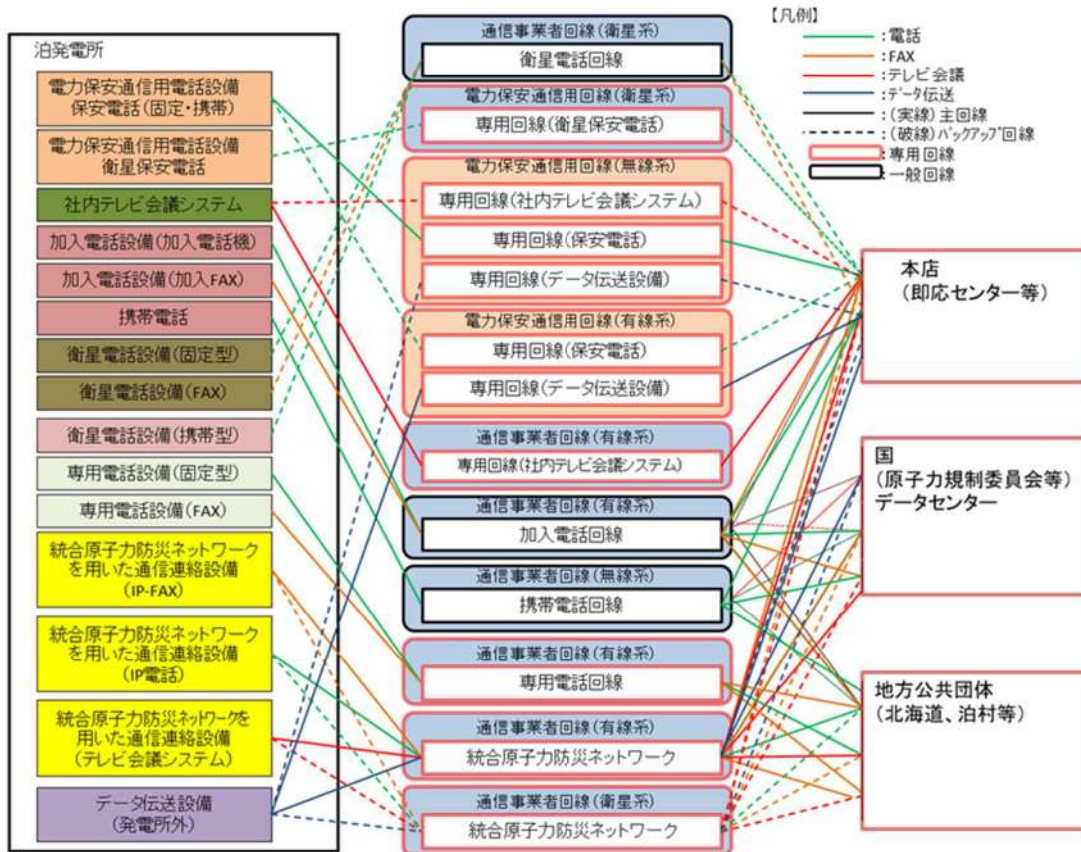 【凡例】
：電話
：FAX
：テレビ会議
：データ伝送
：(実線)主回線
：(破線)バックアップ回線
：専用回線
：一般回線
泊発電所
電力保安通信用電話設備
保安電話(固定・携帯)
電力保安通信用電話設備
衛星保安電話
社内テレビ会議システム
加入電話設備(加入電話機)
加入電話設備(加入FAX)
携帯電話
衛星電話設備(固定型)
衛星電話設備(FAX)
衛星電話設備(携帯型)
専用電話設備(固定型)
専用電話設備(FAX)
統合原子力防災ネットワーク
を用いた通信連絡設備
(IP-FAX)
統合原子力防災ネットワーク
を用いた通信連絡設備
(IP電話)
統合原子力防災ネットワークを
用いた通信連絡設備
(テレビ会議システム)
データ伝送設備
(発電所外)
通信事業者回線(衛星系)
衛星電話回線
電力保安通信用回線(衛星系)
専用回線(衛星保安電話)
電力保安通信用回線(無線系)
専用回線(社内テレビ会議システム)
専用回線(保安電話)
専用回線(データ伝送設備)
電力保安通信用回線(有線系)
専用回線(保安電話)
専用回線(データ伝送設備)
通信事業者回線(有線系)
専用回線(社内テレビ会議システム)
通信事業者回線(有線系)
加入電話回線
通信事業者回線(無線系)
携帯電話回線
通信事業者回線(有線系)
専用電話回線
通信事業者回線(有線系)
統合原子力防災ネットワーク
通信事業者回線(衛星系)
統合原子力防災ネットワーク
本店
(即応センター等)
国
(原子力規制委員会等)
データセンター
地方公共団体
(北海道、泊村等)